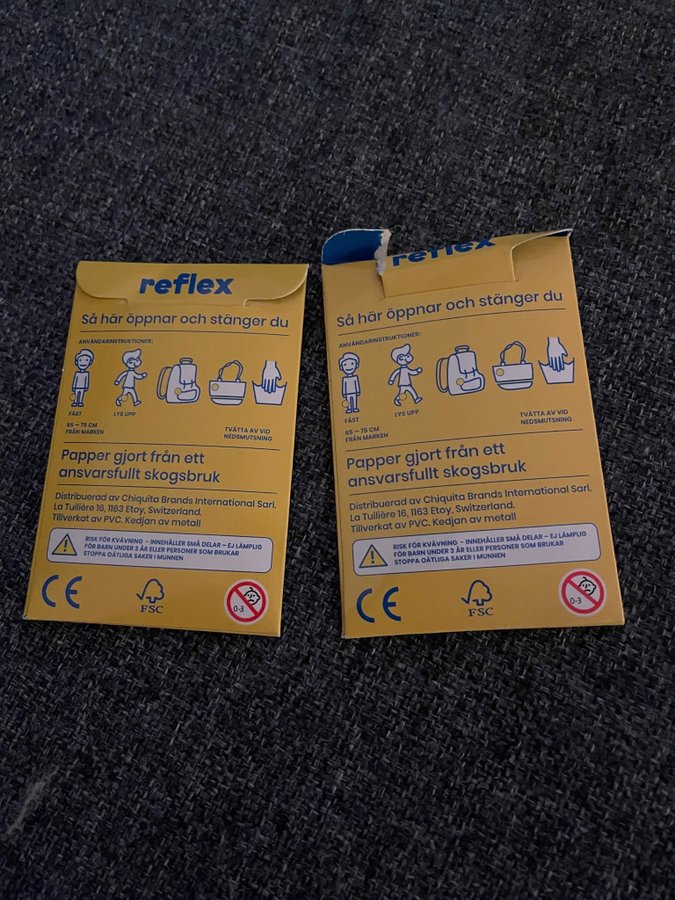 reflex
Så här öppnar och stänger du
ANVÄNDARINSTRUKTIONER:
FÄST
65 – 75 CM
FRÅN MARKEN
LYS UPP
TVÄTTA AV VID
NEDSMUTSNING
Papper gjort från ett
ansvarsfullt skogsbruk
Distribuerad av Chiquita Brands International Sarl.
La Tuilière 16, 1163 Etoy, Switzerland.
Tillverkat av PVC. Kedjan av metall
RISK FÖR KVÄVNING - INNEHÅLLER SMÅ DELAR – EJ LÄMPLIG
FÖR BARN UNDER 3 ÅR ELLER PERSONER SOM BRUKAR
STOPPA OÄTLIGA SAKER I MUNNEN
CE
FSC
0-3
reflex
Så här öppnar och stänger du
ANVÄNDARINSTRUKTIONER:
FÄST
65 – 75 CM
FRÅN MARKEN
LYS UPP
TVÄTTA AV VID
NEDSMUTSNING
Papper gjort från ett
ansvarsfullt skogsbruk
Distribuerad av Chiquita Brands International Sarl.
La Tuilière 16, 1163 Etoy, Switzerland.
Tillverkat av PVC. Kedjan av metall
RISK FÖR KVÄVNING - INNEHÅLLER SMÅ DELAR – EJ LÄMPLIG
FÖR BARN UNDER 3 ÅR ELLER PERSONER SOM BRUKAR
STOPPA OÄTLIGA SAKER I MUNNEN
CE
FSC
0-3